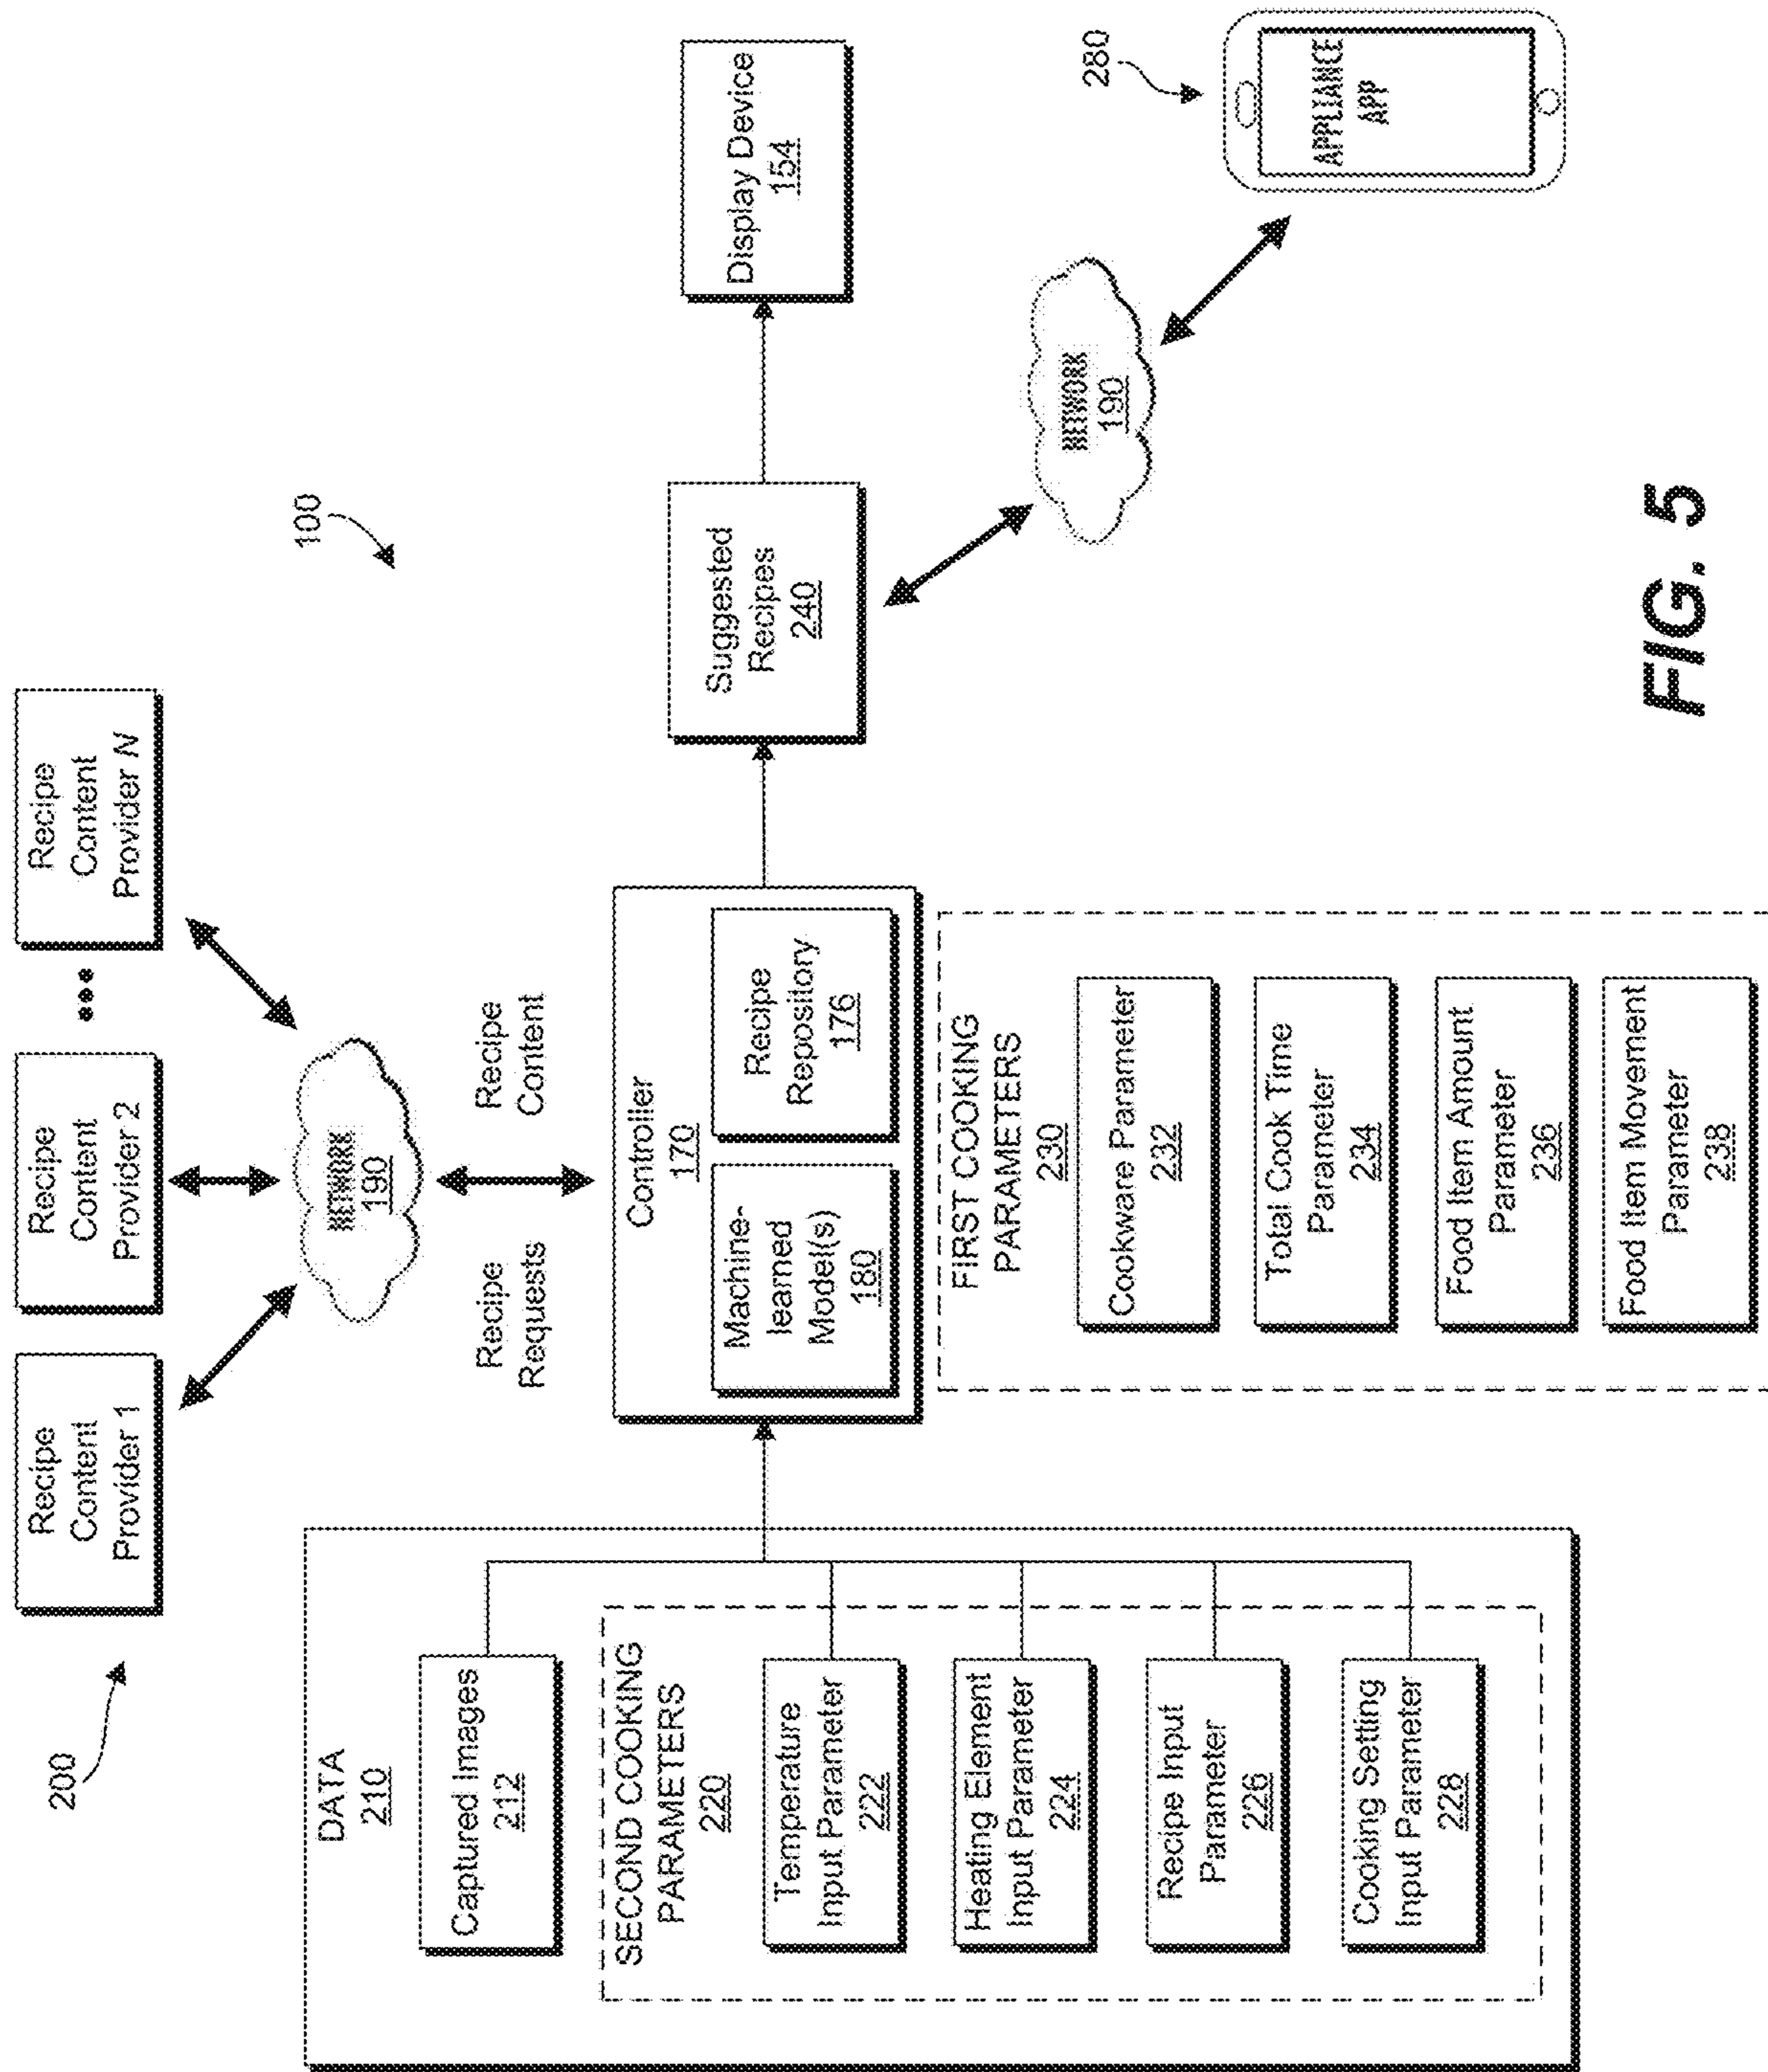 200
Recipe
Content
Provider 1
Recipe
Content
Provider 2
•••
Recipe
Content
Provider N
NETWORK
190
Recipe
Requests
Recipe
Content
100
DATA
210
Captured Images
212
SECOND COOKING
PARAMETERS
220
Temperature
Input Parameter
222
Heating Element
Input Parameter
224
Recipe Input
Parameter
226
Cooking Setting
Input Parameter
228
Controller
170
Machine-
learned
Model(s)
180
Recipe
Repository
176
FIRST COOKING
PARAMETERS
230
Cookware Parameter
232
Total Cook Time
Parameter
234
Food Item Amount
Parameter
236
Food Item Movement
Parameter
238
Suggested
Recipes
240
Display Device
154
NETWORK
190
280
APPLIANCE
APP
FIG. 5